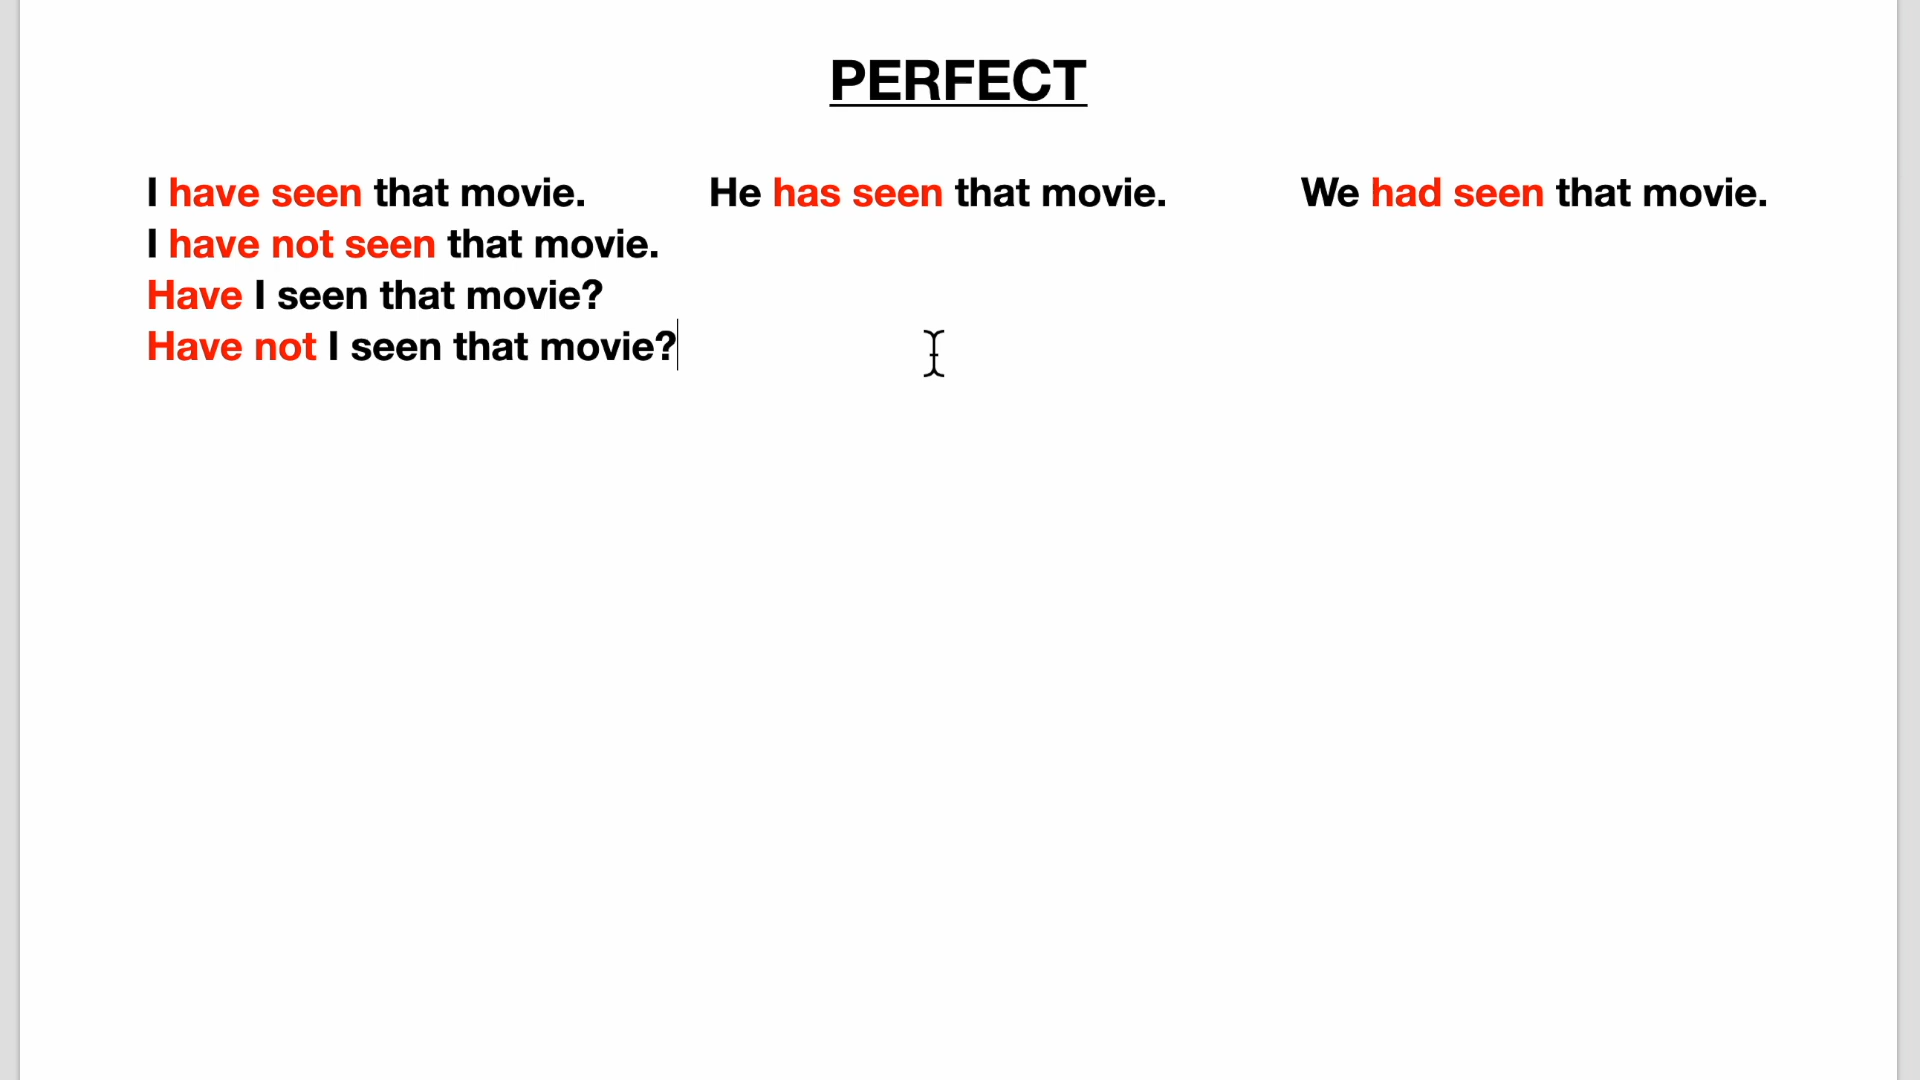 PERFECT
I have seen that movie. He has seen that movie. We had seen that movie.
I have not seen that movie.
Have I seen that movie?
Have not I seen that movie?